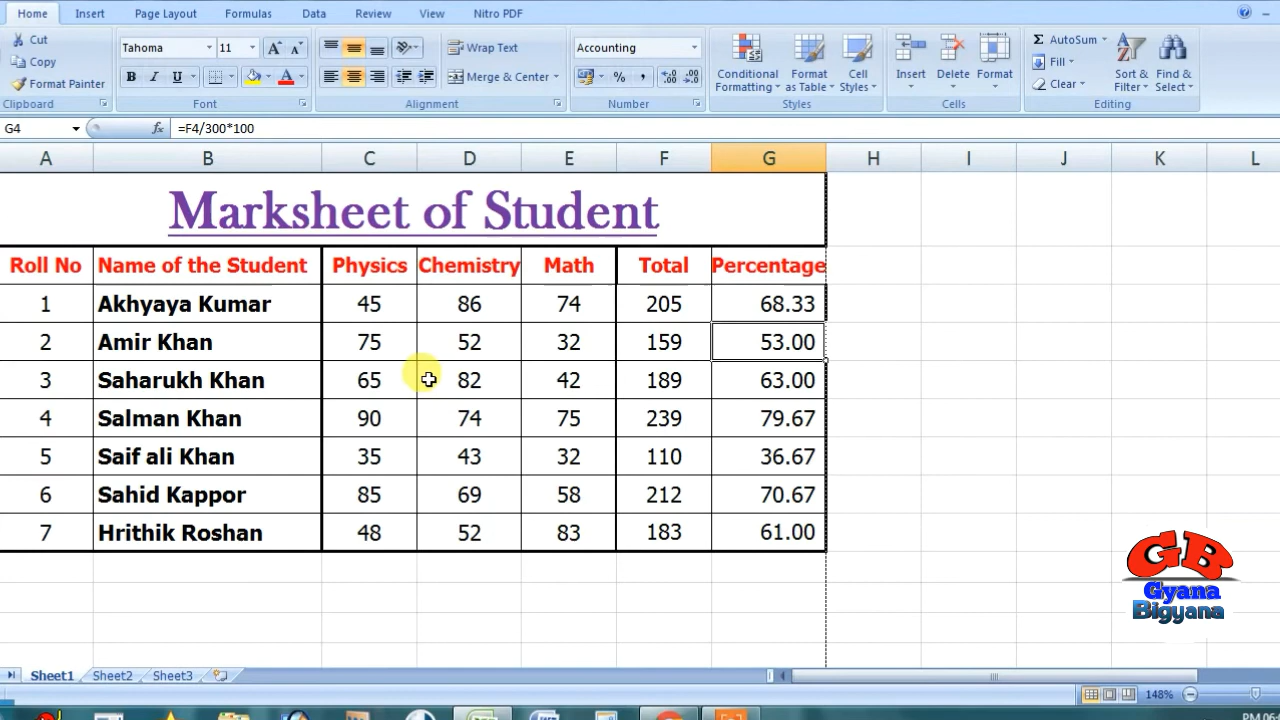 Home Insert Page Layout Formulas Data Review View Nitro PDF
Cut
Copy
Format Painter
Clipboard
Tahoma 11
B I U A
Font
Wrap Text
Merge & Center
Alignment
Accounting
% ,
Number
Conditional Formatting
Format as Table
Cell Styles
Styles
Insert Delete Format
Cells
Σ AutoSum
Fill
Clear
Sort & Filter
Find & Select
Editing
G4 fx =F4/300*100
A B C D E F G H I J K L
Marksheet of Student
Roll No Name of the Student Physics Chemistry Math Total Percentage
1 Akhyaya Kumar 45 86 74 205 68.33
2 Amir Khan 75 52 32 159 53.00
3 Saharukh Khan 65 82 42 189 63.00
4 Salman Khan 90 74 75 239 79.67
5 Saif ali Khan 35 43 32 110 36.67
6 Sahid Kappor 85 69 58 212 70.67
7 Hrithik Roshan 48 52 83 183 61.00
GB
Gyana
Bigyana
Sheet1 Sheet2 Sheet3
148%